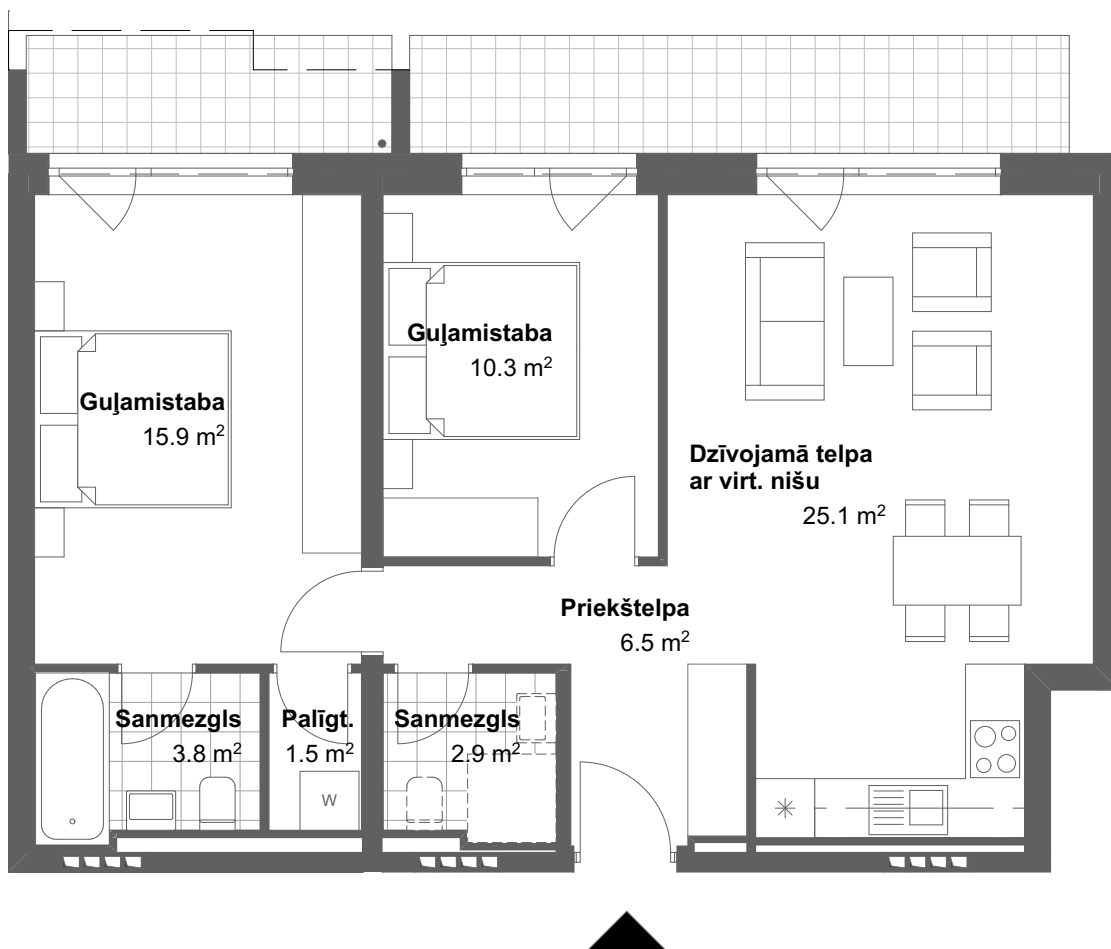 Guļamistaba
10.3 m²
Guļamistaba
15.9 m²
Dzīvojamā telpa
ar virt. nišu
25.1 m²
Priekštelpa
6.5 m²
Sanmezgls
3.8 m²
Palīgt.
1.5 m²
Sanmezgls
2.9 m²
W